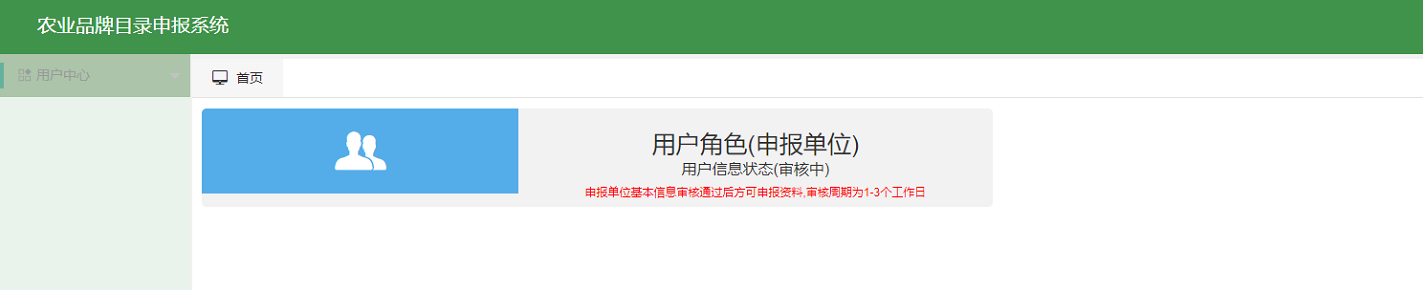 农业品牌目录申报系统
用户中心
首页
用户角色(申报单位)
用户信息状态(审核中)
申报单位基本信息审核通过后方可申报资料,审核周期为1-3个工作日